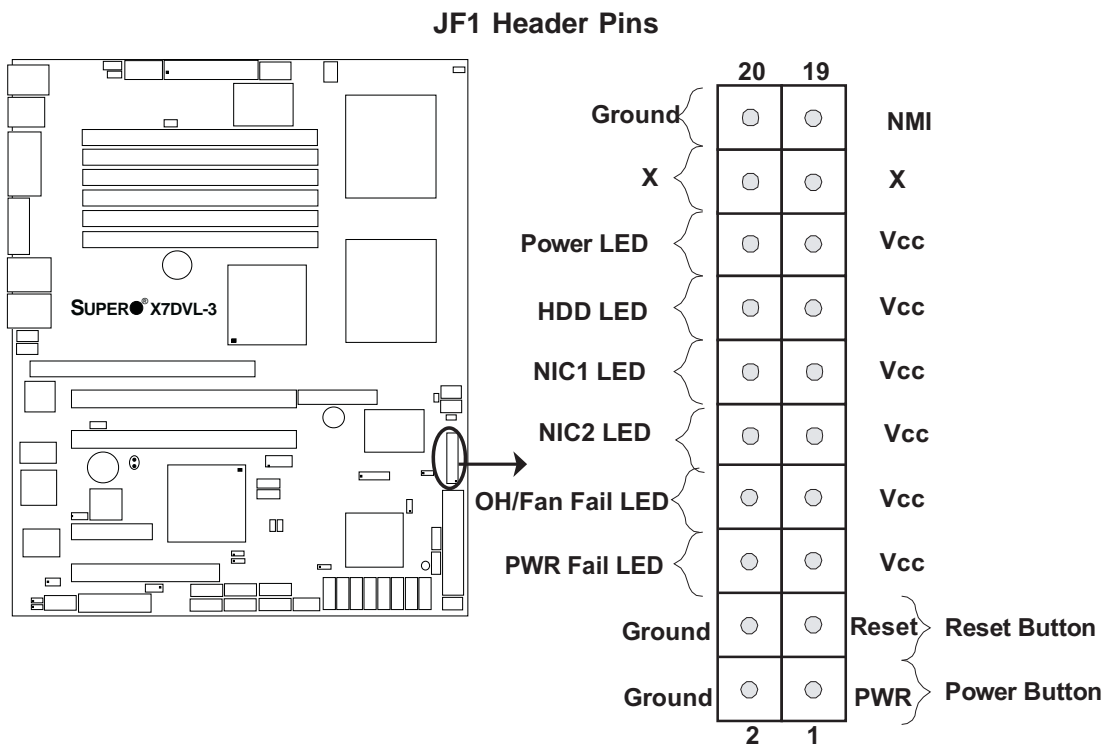 JF1 Header Pins
20 19
Ground NMI
X X
Power LED Vcc
SUPER® X7DVL-3
HDD LED Vcc
NIC1 LED Vcc
NIC2 LED Vcc
OH/Fan Fail LED Vcc
PWR Fail LED Vcc
Ground Reset Reset Button
Ground PWR Power Button
2 1